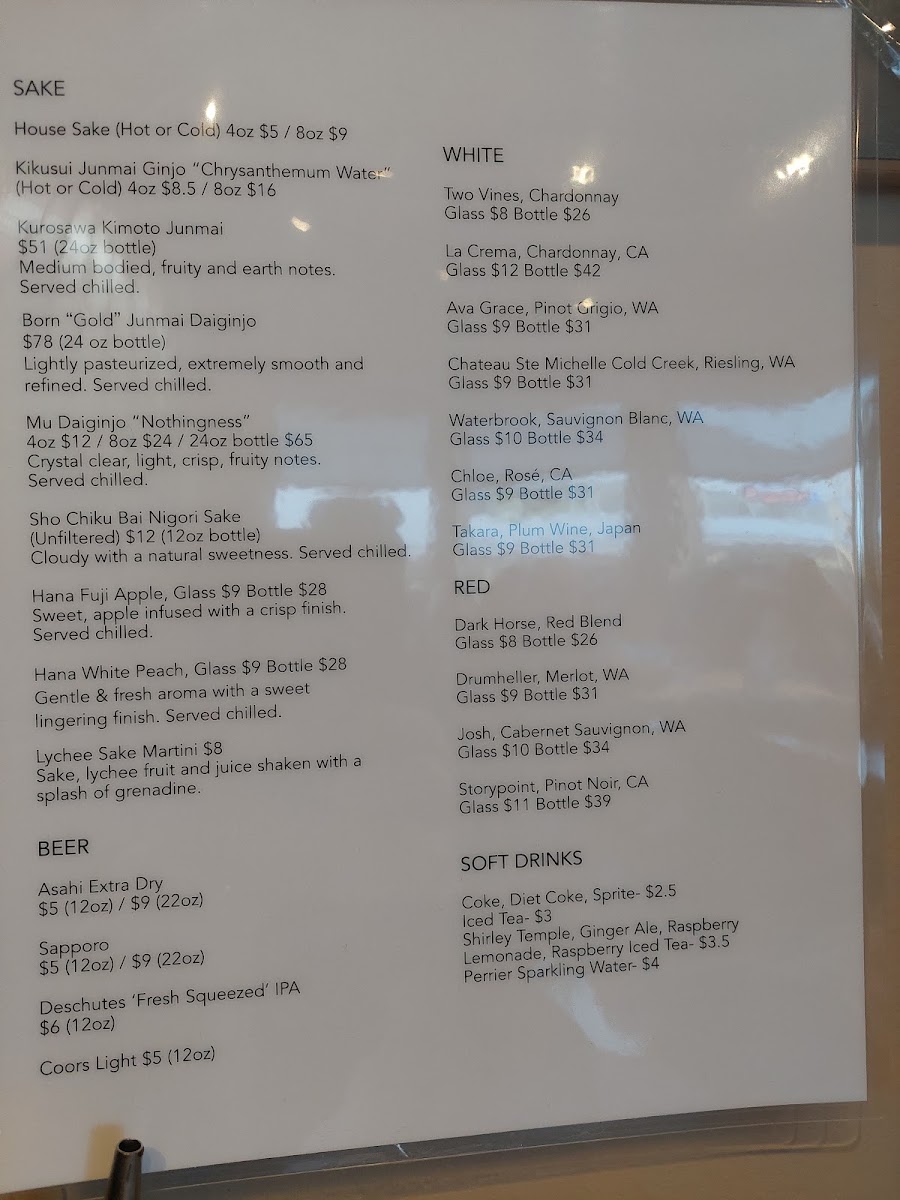 SAKE
House Sake (Hot or Cold) 4oz $5 / 8oz $9
Kikusui Junmai Ginjo “Chrysanthemum Water”
(Hot or Cold) 4oz $8.5 / 8oz $16
Kurosawa Kimoto Junmai
$51 (24oz bottle)
Medium bodied, fruity and earth notes.
Served chilled.
Born “Gold” Junmai Daiginjo
$78 (24 oz bottle)
Lightly pasteurized, extremely smooth and
refined. Served chilled.
Mu Daiginjo “Nothingness”
4oz $12 / 8oz $24 / 24oz bottle $65
Crystal clear, light, crisp, fruity notes.
Served chilled.
Sho Chiku Bai Nigori Sake
(Unfiltered) $12 (12oz bottle)
Cloudy with a natural sweetness. Served chilled.
Hana Fuji Apple, Glass $9 Bottle $28
Sweet, apple infused with a crisp finish.
Served chilled.
Hana White Peach, Glass $9 Bottle $28
Gentle & fresh aroma with a sweet
lingering finish. Served chilled.
Lychee Sake Martini $8
Sake, lychee fruit and juice shaken with a
splash of grenadine.
BEER
Asahi Extra Dry
$5 (12oz) / $9 (22oz)
Sapporo
$5 (12oz) / $9 (22oz)
Deschutes ‘Fresh Squeezed’ IPA
$6 (12oz)
Coors Light $5 (12oz)
WHITE
Two Vines, Chardonnay
Glass $8 Bottle $26
La Crema, Chardonnay, CA
Glass $12 Bottle $42
Ava Grace, Pinot Grigio, WA
Glass $9 Bottle $31
Chateau Ste Michelle Cold Creek, Riesling, WA
Glass $9 Bottle $31
Waterbrook, Sauvignon Blanc, WA
Glass $10 Bottle $34
Chloe, Rosé, CA
Glass $9 Bottle $31
Takara, Plum Wine, Japan
Glass $9 Bottle $31
RED
Dark Horse, Red Blend
Glass $8 Bottle $26
Drumheller, Merlot, WA
Glass $9 Bottle $31
Josh, Cabernet Sauvignon, WA
Glass $10 Bottle $34
Storypoint, Pinot Noir, CA
Glass $11 Bottle $39
SOFT DRINKS
Coke, Diet Coke, Sprite- $2.5
Iced Tea- $3
Shirley Temple, Ginger Ale, Raspberry
Lemonade, Raspberry Iced Tea- $3.5
Perrier Sparkling Water- $4